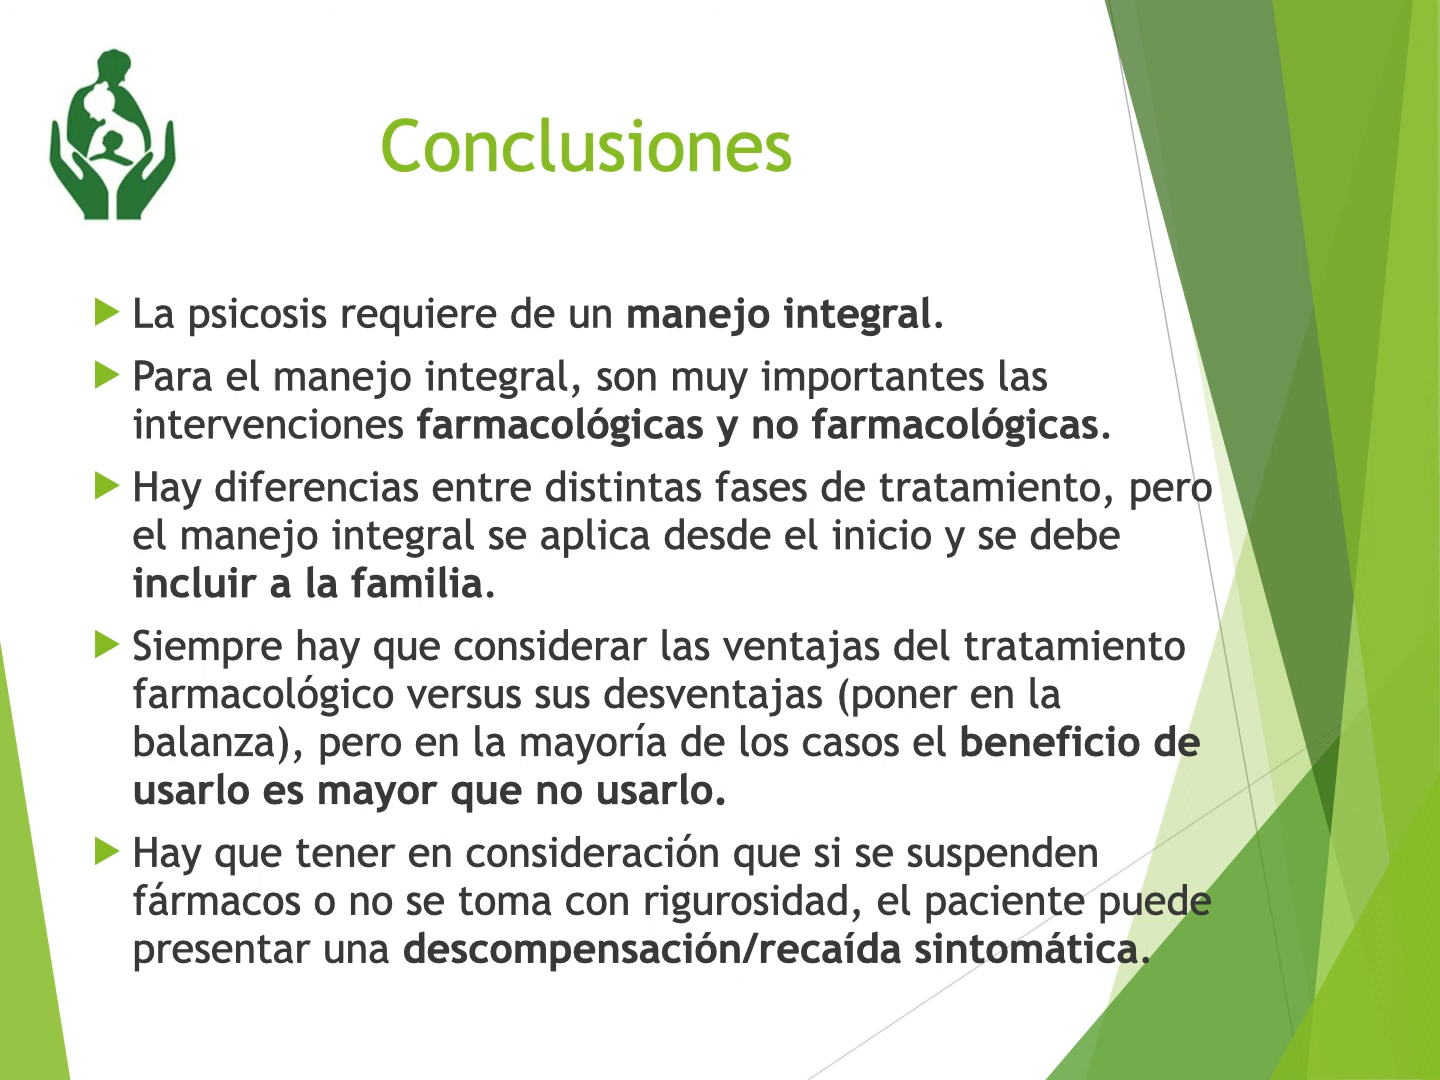 Conclusiones
La psicosis requiere de un manejo integral.
Para el manejo integral, son muy importantes las
intervenciones farmacológicas y no farmacológicas.
Hay diferencias entre distintas fases de tratamiento, pero
el manejo integral se aplica desde el inicio y se debe
incluir a la familia.
Siempre hay que considerar las ventajas del tratamiento
farmacológico versus sus desventajas (poner en la
balanza), pero en la mayoría de los casos el beneficio de
usarlo es mayor que no usarlo.
Hay que tener en consideración que si se suspenden
fármacos o no se toma con rigurosidad, el paciente puede
presentar una descompensación/recaída sintomática.